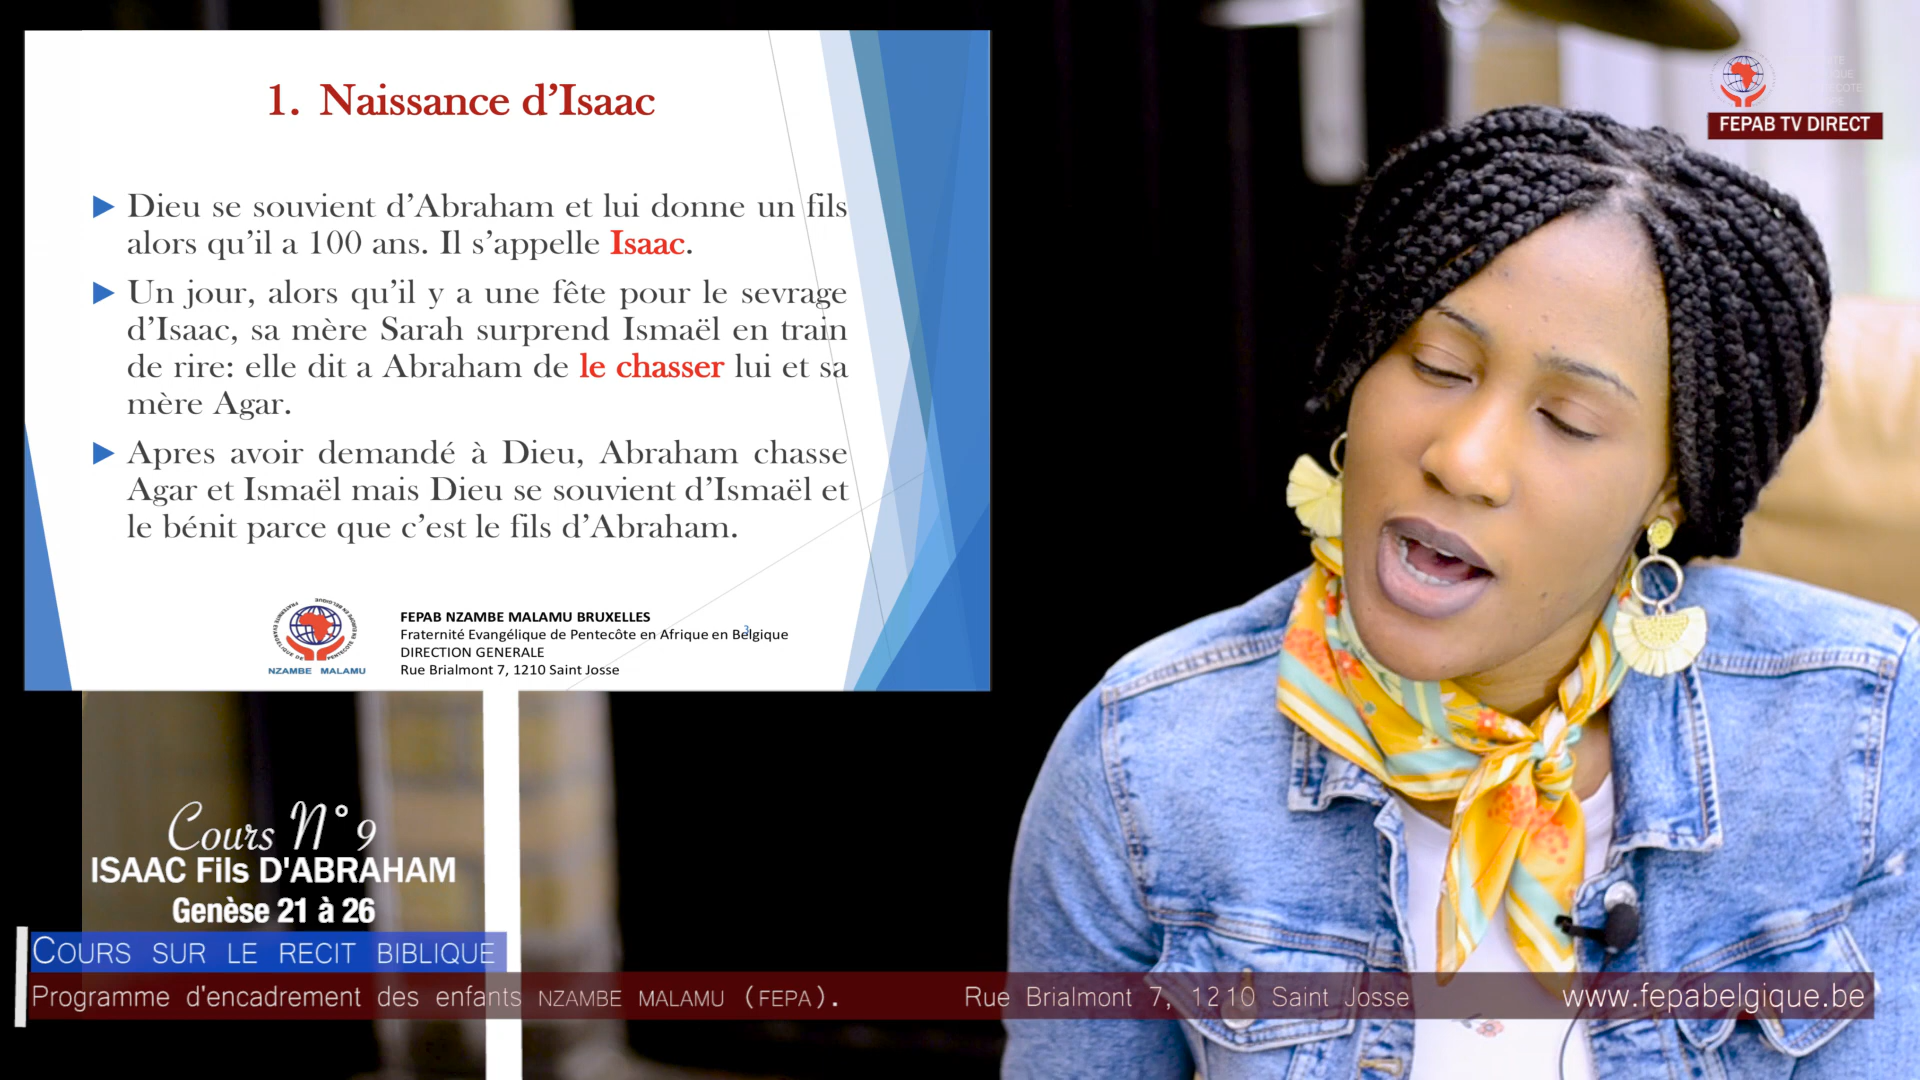 1. Naissance d’Isaac
Dieu se souvient d’Abraham et lui donne un fils
alors qu’il a 100 ans. Il s’appelle Isaac.
Un jour, alors qu’il y a une fête pour le sevrage
d’Isaac, sa mère Sarah surprend Ismaël en train
de rire: elle dit a Abraham de le chasser lui et sa
mère Agar.
Apres avoir demandé à Dieu, Abraham chasse
Agar et Ismaël mais Dieu se souvient d’Ismaël et
le bénit parce que c’est le fils d’Abraham.
NZAMBE MALAMU
FEPAB NZAMBE MALAMU BRUXELLES
Fraternité Evangélique de Pentecôte en Afrique en Belgique
3
DIRECTION GENERALE
Rue Brialmont 7, 1210 Saint Josse
FEPAB TV DIRECT
Cours N° 9
ISAAC Fils D'ABRAHAM
Genèse 21 à 26
COURS SUR LE RECIT BIBLIQUE
Programme d'encadrement des enfants NZAMBE MALAMU (FEPA). Rue Brialmont 7, 1210 Saint Josse www.fepabelgique.be